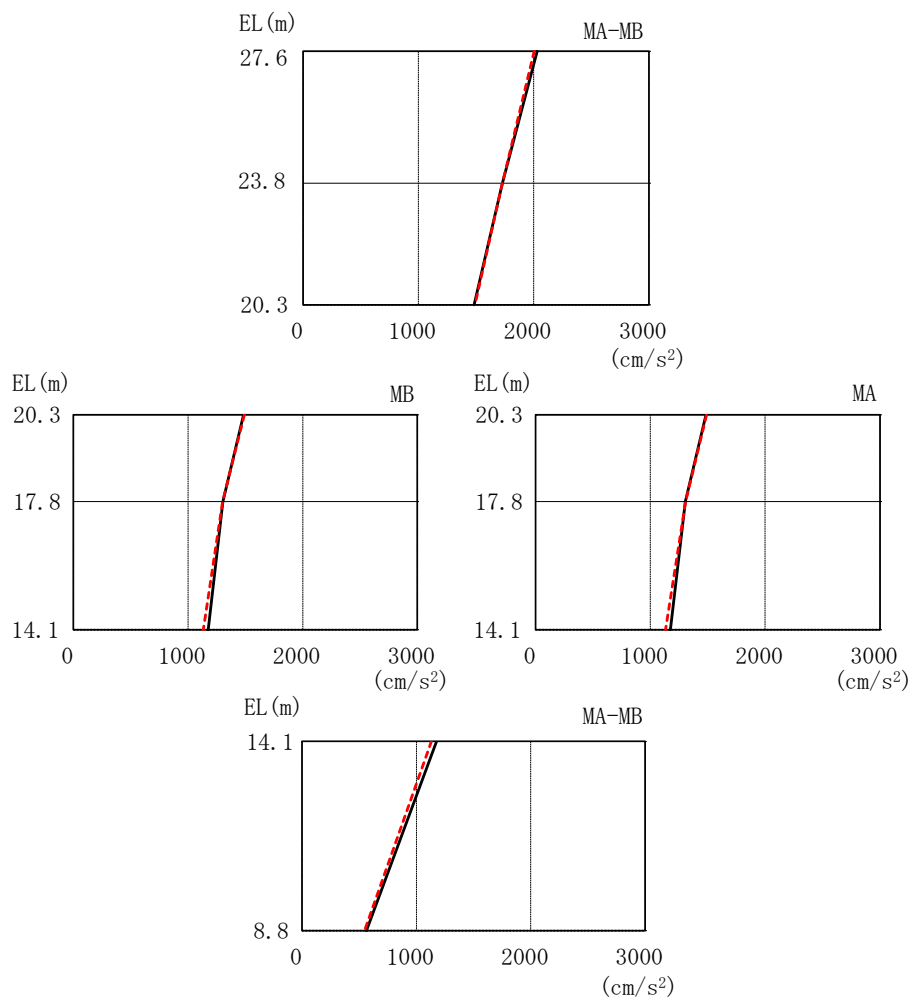 EL(m) MA-MB
27.6
23.8
20.3
0 1000 2000 3000
(cm/s²)
EL(m) MB
20.3
17.8
14.1
0 1000 2000 3000
(cm/s²)
EL(m) MA
20.3
17.8
14.1
0 1000 2000 3000
(cm/s²)
EL(m) MA-MB
14.1
8.8
0 1000 2000 3000
(cm/s²)